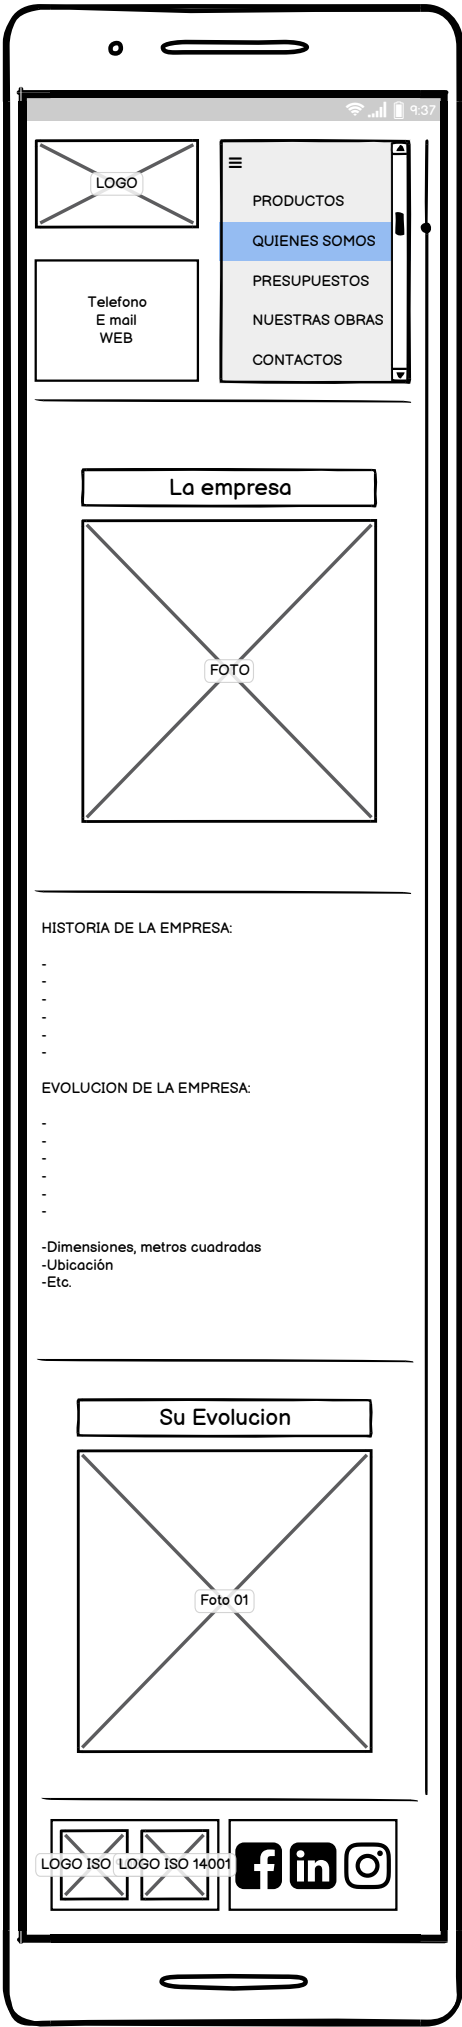 9:37
LOGO
Telefono
E mail
WEB
PRODUCTOS
QUIENES SOMOS
PRESUPUESTOS
NUESTRAS OBRAS
CONTACTOS
La empresa
FOTO
HISTORIA DE LA EMPRESA:
-
-
-
-
-
-
EVOLUCION DE LA EMPRESA:
-
-
-
-
-
-
-Dimensiones, metros cuadradas
-Ubicación
-Etc.
Su Evolucion
Foto 01
LOGO ISO
LOGO ISO 14001
in